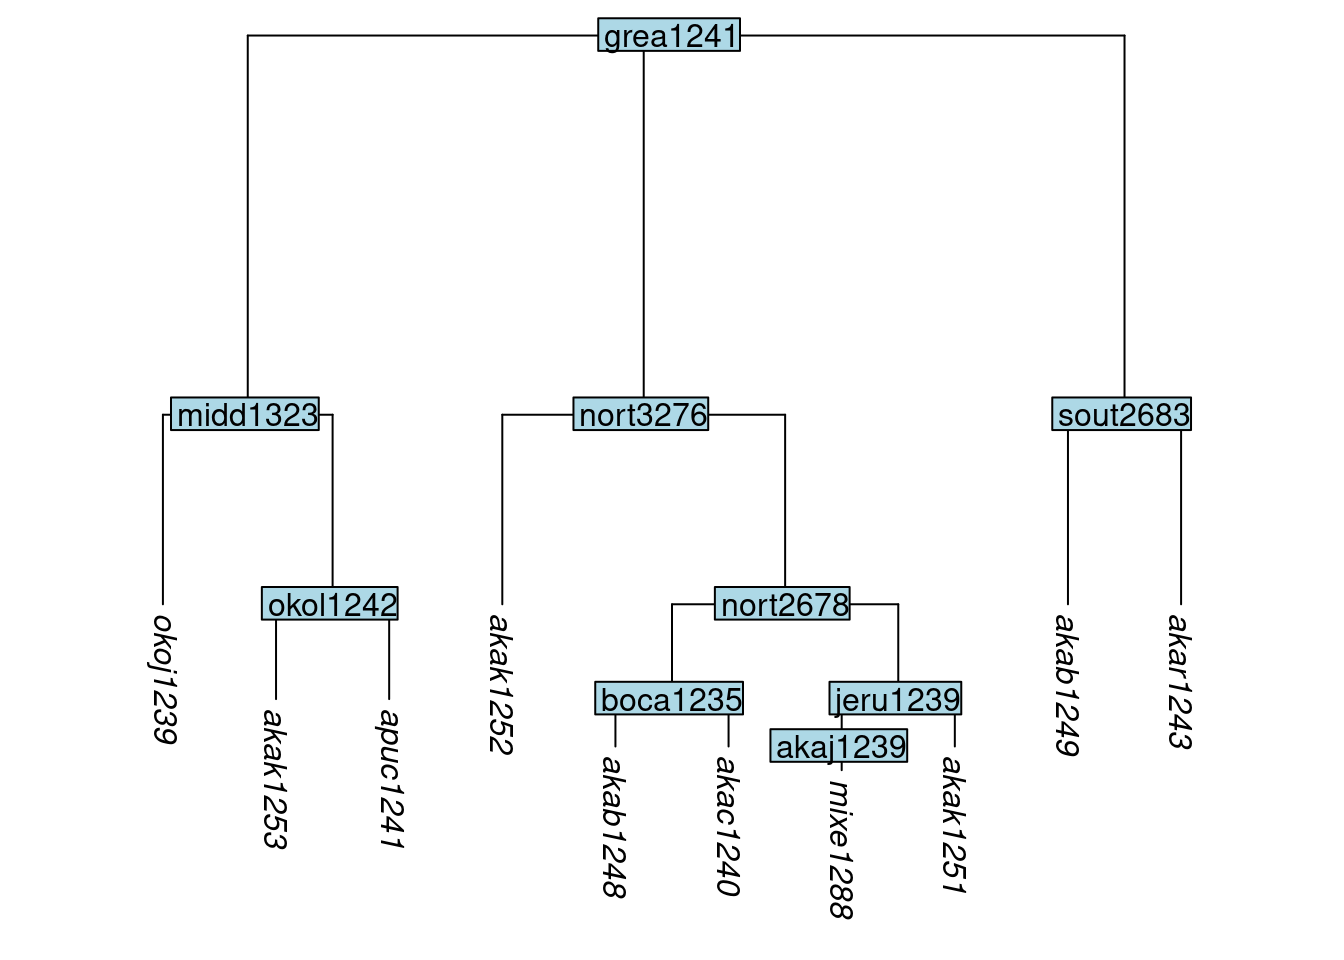 grea1241
midd1323
nort3276
sout2683
okol1242
nort2678
okoj1239
akak1252
akab1249
akar1243
boca1235
jeru1239
akak1253
apuc1241
akaj1239
akab1248
akac1240
mixe1288
akak1251